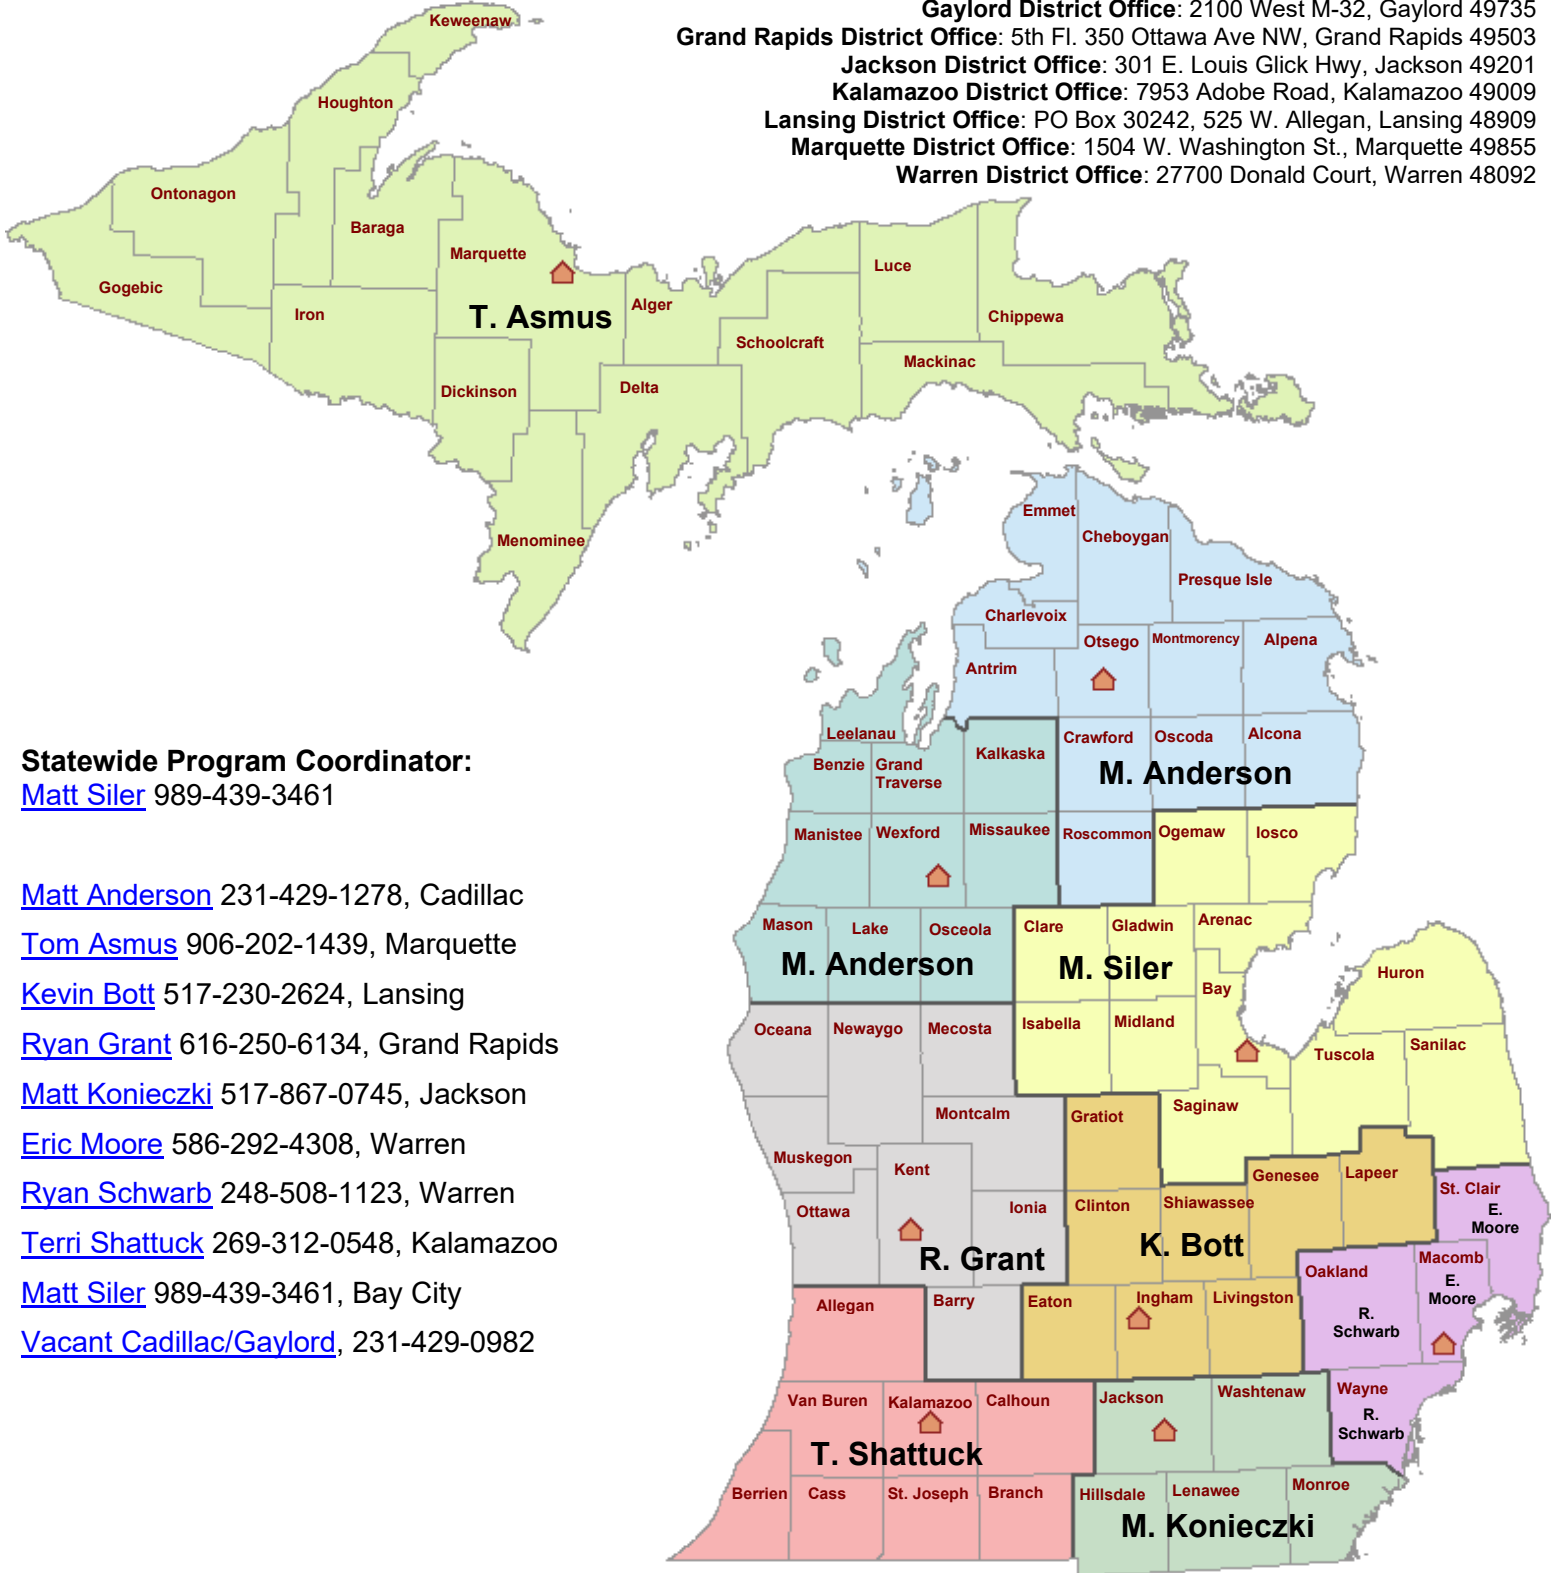 Gaylord District Office: 2100 West M-32, Gaylord 49735
Grand Rapids District Office: 5th Fl. 350 Ottawa Ave NW, Grand Rapids 49503
Jackson District Office: 301 E. Louis Glick Hwy, Jackson 49201
Kalamazoo District Office: 7953 Adobe Road, Kalamazoo 49009
Lansing District Office: PO Box 30242, 525 W. Allegan, Lansing 48909
Marquette District Office: 1504 W. Washington St., Marquette 49855
Warren District Office: 27700 Donald Court, Warren 48092
Keweenaw
Houghton
Ontonagon
Baraga
Marquette
Gogebic
Iron
T. Asmus
Alger
Luce
Chippewa
Schoolcraft
Mackinac
Dickinson
Delta
Menominee
Emmet
Cheboygan
Presque Isle
Charlevoix
Otsego
Montmorency
Alpena
Antrim
Leelanau
Benzie
Grand
Traverse
Kalkaska
Crawford
Oscoda
Alcona
M. Anderson
Manistee
Wexford
Missaukee
Roscommon
Ogemaw
Iosco
Mason
Lake
Osceola
M. Anderson
Clare
Gladwin
Arenac
M. Siler
Bay
Huron
Isabella
Midland
Tuscola
Sanilac
Saginaw
Oceana
Newaygo
Mecosta
Montcalm
Gratiot
Muskegon
Kent
Ottawa
Ionia
R. Grant
Clinton
Shiawassee
Genesee
Lapeer
K. Bott
St. Clair
E.
Moore
Macomb
E.
Moore
Oakland
R.
Schwarb
Allegan
Barry
Eaton
Ingham
Livingston
Van Buren
Kalamazoo
Calhoun
T. Shattuck
Jackson
Washtenaw
Wayne
R.
Schwarb
Berrien
Cass
St. Joseph
Branch
Hillsdale
Lenawee
Monroe
M. Konieczki
Statewide Program Coordinator:
Matt Siler 989-439-3461
Matt Anderson 231-429-1278, Cadillac
Tom Asmus 906-202-1439, Marquette
Kevin Bott 517-230-2624, Lansing
Ryan Grant 616-250-6134, Grand Rapids
Matt Konieczki 517-867-0745, Jackson
Eric Moore 586-292-4308, Warren
Ryan Schwarb 248-508-1123, Warren
Terri Shattuck 269-312-0548, Kalamazoo
Matt Siler 989-439-3461, Bay City
Vacant Cadillac/Gaylord, 231-429-0982